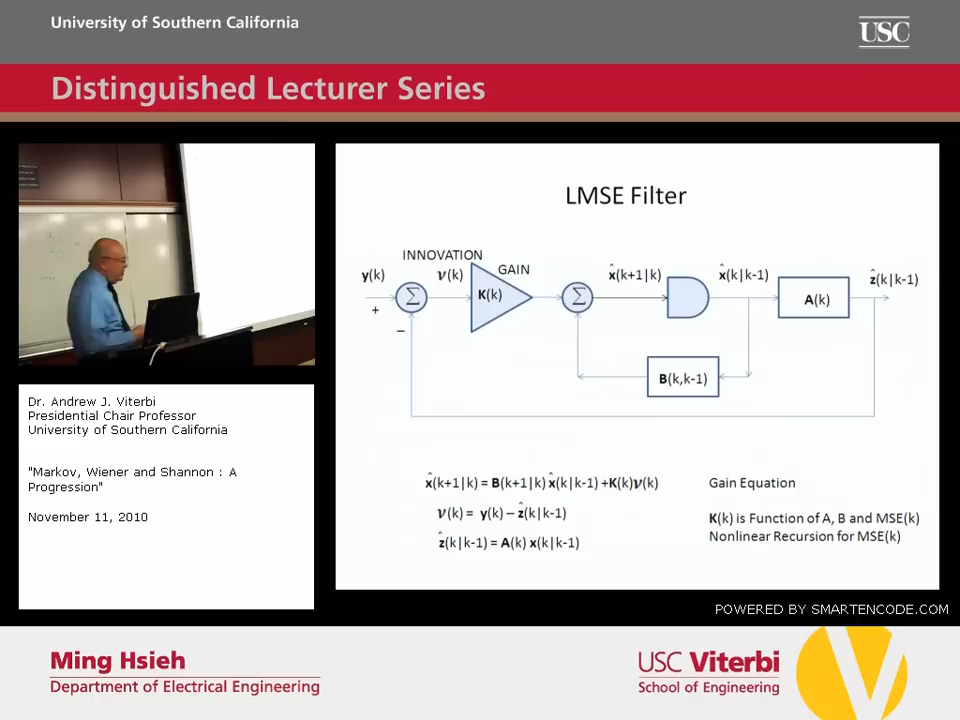 University of Southern California
USC
Distinguished Lecturer Series
LMSE Filter
INNOVATION
GAIN
y(k)
ν(k)
K(k)
Σ
Σ
x̂(k+1|k)
x̂(k|k-1)
A(k)
ẑ(k|k-1)
+
−
B(k,k-1)
x̂(k+1|k) = B(k+1|k) x̂(k|k-1) +K(k)ν(k)
Gain Equation
ν(k) = y(k) – ẑ(k|k-1)
K(k) is Function of A, B and MSE(k)
Nonlinear Recursion for MSE(k)
ẑ(k|k-1) = A(k) x(k|k-1)
Dr. Andrew J. Viterbi
Presidential Chair Professor
University of Southern California
"Markov, Wiener and Shannon : A
Progression"
November 11, 2010
POWERED BY SMARTENCODE.COM
Ming Hsieh
Department of Electrical Engineering
USC Viterbi
School of Engineering